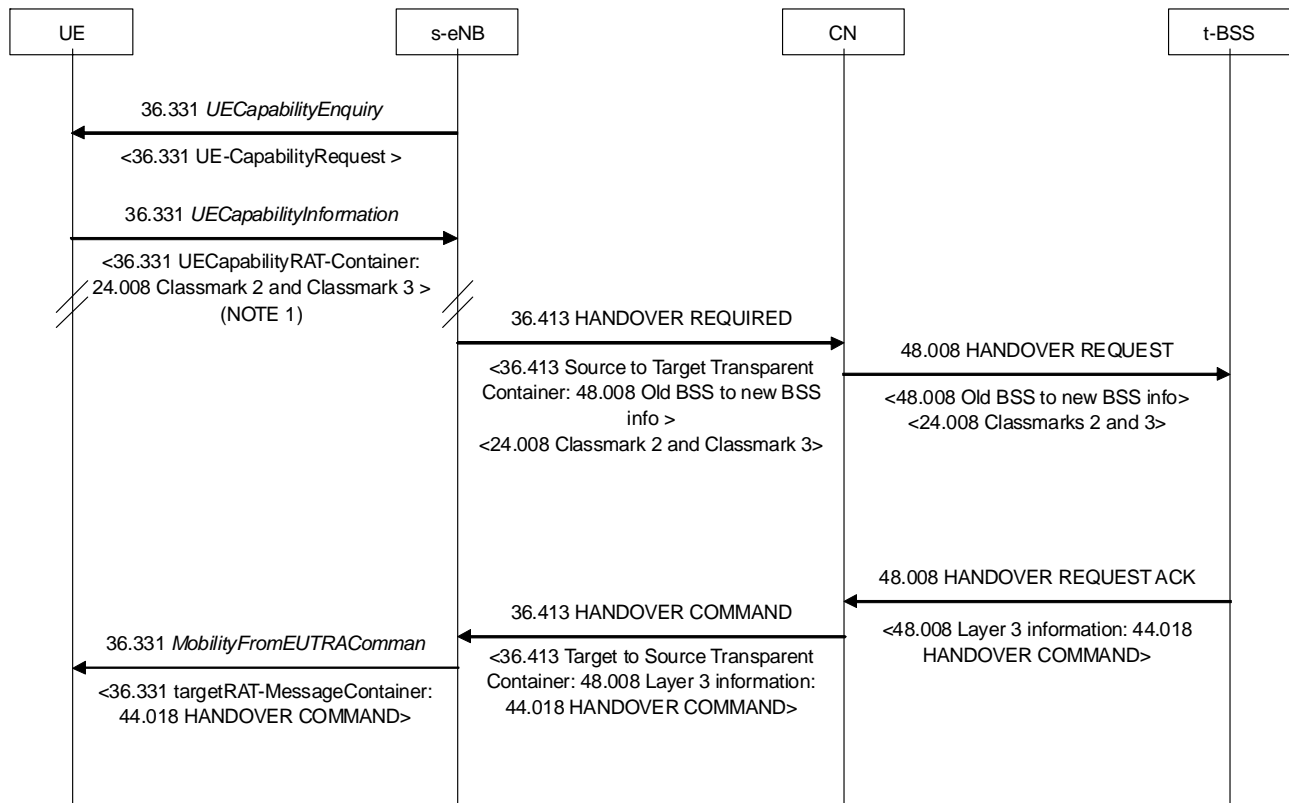 UE
s-eNB
CN
t-BSS
36.331 UECapabilityEnquiry
<36.331 UE-CapabilityRequest >
36.331 UECapabilityInformation
<36.331 UECapabilityRAT-Container:
24.008 Classmark 2 and Classmark 3 >
(NOTE 1)
36.413 HANDOVER REQUIRED
<36.413 Source to Target Transparent
Container: 48.008 Old BSS to new BSS
info >
<24.008 Classmark 2 and Classmark 3>
48.008 HANDOVER REQUEST
<48.008 Old BSS to new BSS info>
<24.008 Classmarks 2 and 3>
48.008 HANDOVER REQUEST ACK
<48.008 Layer 3 information: 44.018
HANDOVER COMMAND>
36.413 HANDOVER COMMAND
<36.413 Target to Source Transparent
Container: 48.008 Layer 3 information:
44.018 HANDOVER COMMAND>
36.331 MobilityFromEUTRAComman
<36.331 targetRAT-MessageContainer:
44.018 HANDOVER COMMAND>